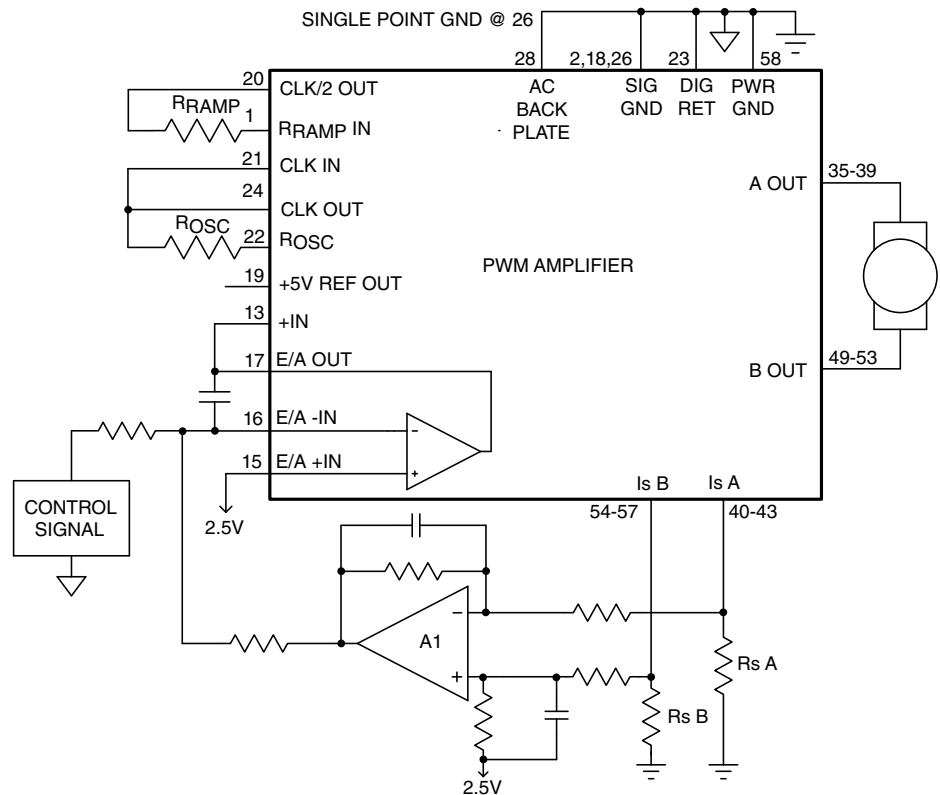 SINGLE POINT GND @ 26
28
2,18,26
23
58
AC BACK PLATE
SIG GND
DIG RET
PWR GND
20
CLK/2 OUT
RRAMP
1
RRAMP IN
21
CLK IN
24
CLK OUT
ROSC
22
ROSC
19
+5V REF OUT
13
+IN
17
E/A OUT
16
E/A -IN
15
E/A +IN
PWM AMPLIFIER
A OUT
35-39
B OUT
49-53
-
+
CONTROL
SIGNAL
2.5V
Is B
Is A
54-57
40-43
A1
−
+
Rs A
Rs B
2.5V